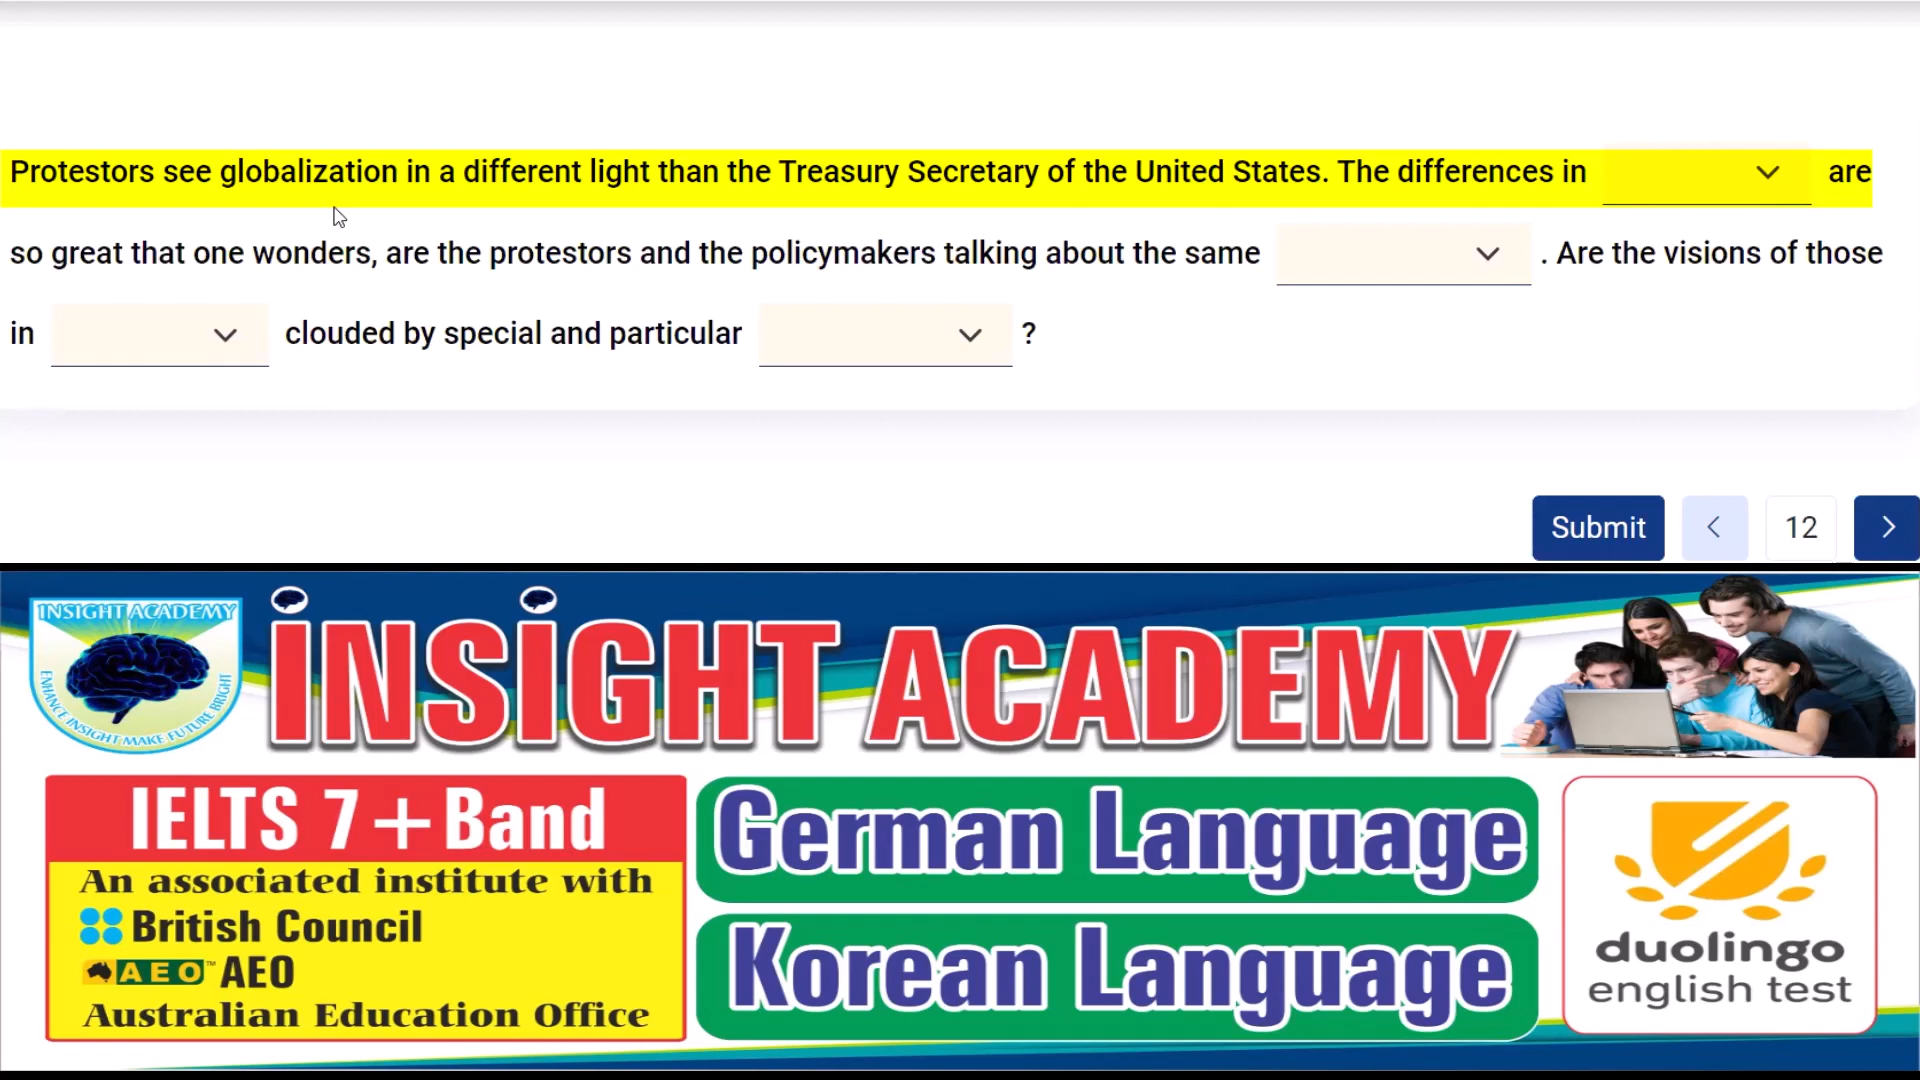 Protestors see globalization in a different light than the Treasury Secretary of the United States. The differences in are
so great that one wonders, are the protestors and the policymakers talking about the same . Are the visions of those
in clouded by special and particular ?
Submit < 12 >
INSIGHT ACADEMY
ENHANCE INSIGHT MAKE FUTURE BRIGHT
iNSiGHT ACADEMY
IELTS 7+Band
An associated institute with
British Council
AEO™ AEO
Australian Education Office
German Language
Korean Language
duolingo
english test